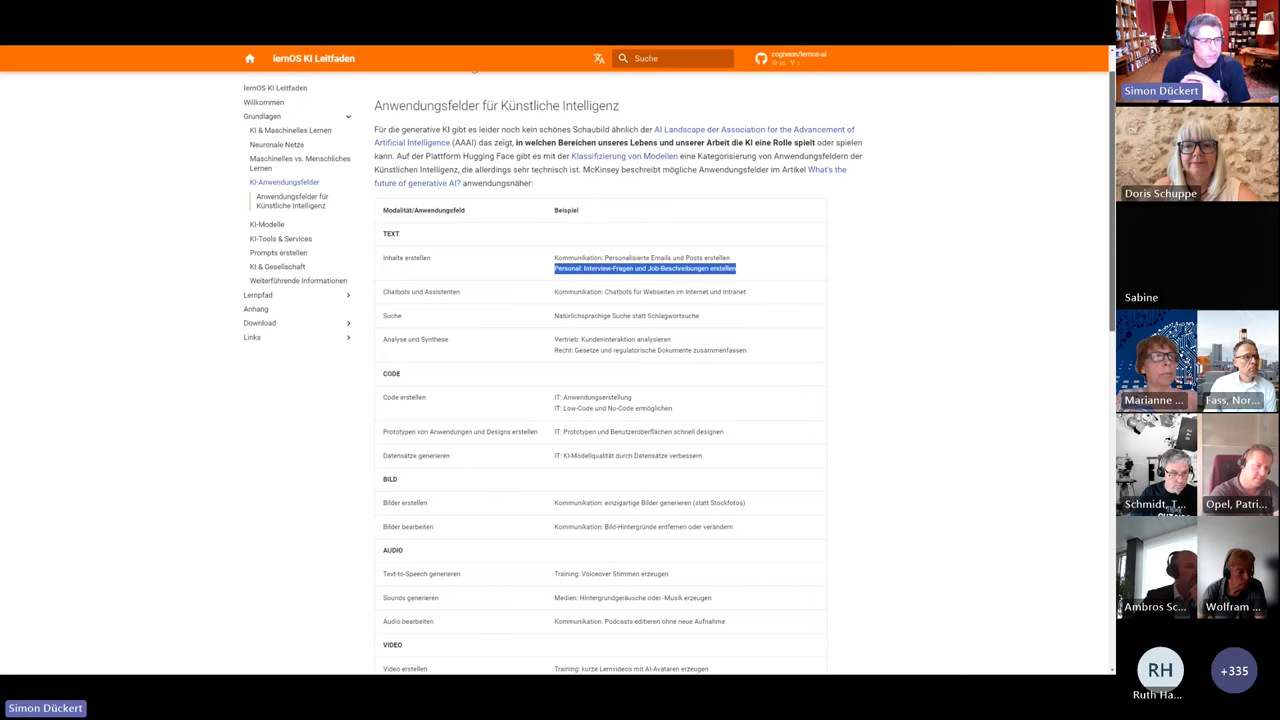 lernOS KI Leitfaden
Suche
cogneon/lernos-ai
lernOS KI Leitfaden
Willkommen
Grundlagen
KI & Maschinelles Lernen
Neuronale Netze
Maschinelles vs. Menschliches
Lernen
KI-Anwendungsfelder
Anwendungsfelder für
Künstliche Intelligenz
KI-Modelle
KI-Tools & Services
Prompts erstellen
KI & Gesellschaft
Weiterführende Informationen
Lernpfad
Anhang
Download
Links
Anwendungsfelder für Künstliche Intelligenz
Für die generative KI gibt es leider noch kein schönes Schaubild ähnlich der AI Landscape der Association for the Advancement of
Artificial Intelligence (AAAI) das zeigt, in welchen Bereichen unseres Lebens und unserer Arbeit die KI eine Rolle spielt oder spielen
kann. Auf der Plattform Hugging Face gibt es mit der Klassifizierung von Modellen eine Kategorisierung von Anwendungsfeldern der
Künstlichen Intelligenz, die allerdings sehr technisch ist. McKinsey beschreibt mögliche Anwendungsfelder im Artikel What's the
future of generative AI? anwendungsnäher:
Modalität/Anwendungsfeld Beispiel
TEXT
Inhalte erstellen Kommunikation: Personalisierte Emails und Posts erstellen
Personal: Interview-Fragen und Job-Beschreibungen erstellen
Chatbots und Assistenten Kommunikation: Chatbots für Webseiten im Internet und Intranet
Suche Natürlichsprachige Suche statt Schlagwortsuche
Analyse und Synthese Vertrieb: Kundeninteraktion analysieren
Recht: Gesetze und regulatorische Dokumente zusammenfassen
CODE
Code erstellen IT: Anwendungserstellung
IT: Low-Code und No-Code ermöglichen
Prototypen von Anwendungen und Designs erstellen IT: Prototypen und Benutzeroberflächen schnell designen
Datensätze generieren IT: KI-Modellqualität durch Datensätze verbessern
BILD
Bilder erstellen Kommunikation: einzigartige Bilder generieren (statt Stockfotos)
Bilder bearbeiten Kommunikation: Bild-Hintergründe entfernen oder verändern
AUDIO
Text-to-Speech generieren Training: Voiceover Stimmen erzeugen
Sounds generieren Medien: Hintergrundgeräusche oder -Musik erzeugen
Audio bearbeiten Kommunikation: Podcasts editieren ohne neue Aufnahme
VIDEO
Video erstellen Training: kurze Lernvideos mit AI-Avataren erzeugen
Simon Dückert
Doris Schuppe
Sabine
Marianne ...
Fass, Nor...
Schmidt, T...
Opel, Patri...
Ambros Sc...
Wolfram ...
RH
Ruth Ha...
+335
Simon Dückert